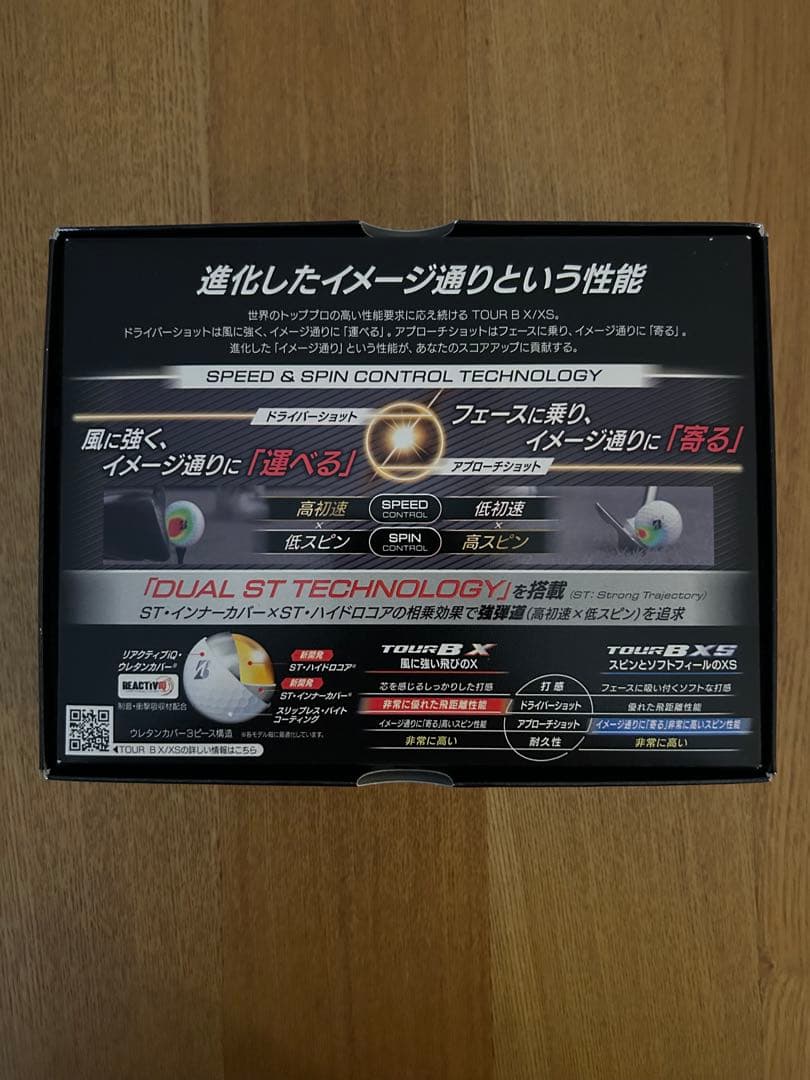 進化したイメージ通りという性能
世界のトッププロの高い性能要求に応え続ける TOUR B X/XS。
ドライバーショットは風に強く、イメージ通りに「運べる」。アプローチショットはフェースに乗り、イメージ通りに「寄る」。
進化した「イメージ通り」という性能が、あなたのスコアアップに貢献する。
SPEED & SPIN CONTROL TECHNOLOGY
ドライバーショット
風に強く、
イメージ通りに「運べる」
フェースに乗り、
イメージ通りに「寄る」
アプローチショット
高初速 SPEED CONTROL 低初速
× ×
低スピン SPIN CONTROL 高スピン
「DUAL ST TECHNOLOGY」を搭載 (ST: Strong Trajectory)
ST・インナーカバー×ST・ハイドロコアの相乗効果で強弾道(高初速×低スピン)を追求
リアクティブiQ・
ウレタンカバー®
REACTIV iQ
制音・衝撃吸収材配合
新開発
ST・ハイドロコア®
新開発
ST・インナーカバー®
スリップレス・バイト
コーティング
ウレタンカバー3ピース構造 ※各モデル毎に最適化しています。
TOUR B X/XSの詳しい情報はこちら
TOUR B X
風に強い飛びのX
TOUR B XS
スピンとソフトフィールのXS
芯を感じるしっかりした打感 打感 フェースに吸い付くソフトな打感
非常に優れた飛距離性能 ドライバーショット 優れた飛距離性能
イメージ通りに「寄る」高いスピン性能 アプローチショット イメージ通りに「寄る」非常に高いスピン性能
非常に高い 耐久性 非常に高い